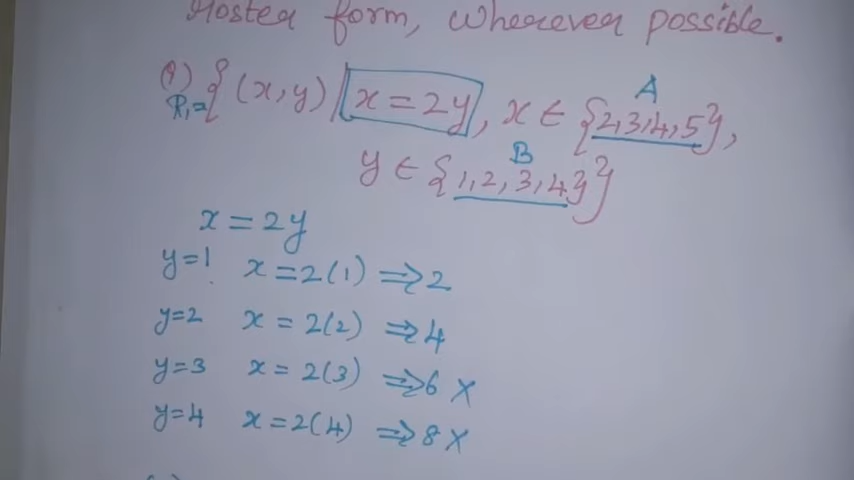 Roster form, wherever possible.
(i) {(x,y) | x = 2y, x ∈ {2,3,4,5},
R₁= A
y ∈ {1,2,3,4}}
B
x = 2y
y=1 x = 2(1) ⇒ 2
y=2 x = 2(2) ⇒ 4
y=3 x = 2(3) ⇒ 6 X
y=4 x = 2(4) ⇒ 8 X